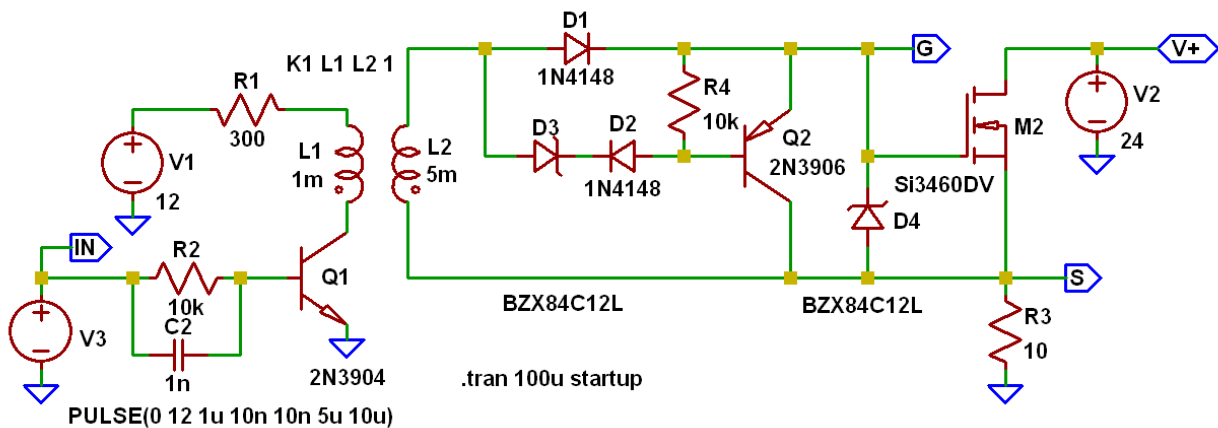 D1
1N4148
G
V+
K1 L1 L2 1
R1
300
R4
10k
V2
24
M2
D3
D2
1N4148
Q2
2N3906
Si3460DV
V1
12
L1
1m
L2
5m
D4
IN
R2
10k
C2
1n
Q1
S
V3
BZX84C12L
BZX84C12L
R3
10
2N3904
.tran 100u startup
PULSE(0 12 1u 10n 10n 5u 10u)